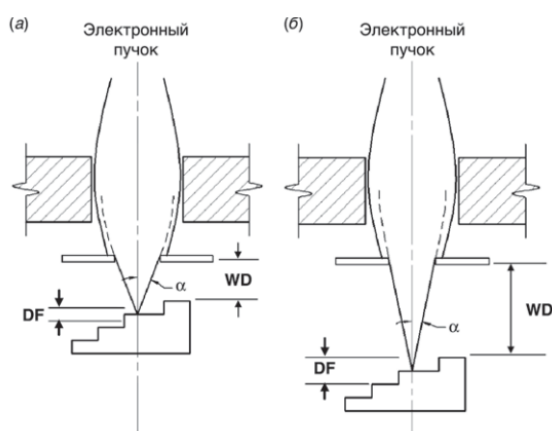 (а)
Электронный
пучок
WD
α
DF
(б)
Электронный
пучок
WD
α
DF